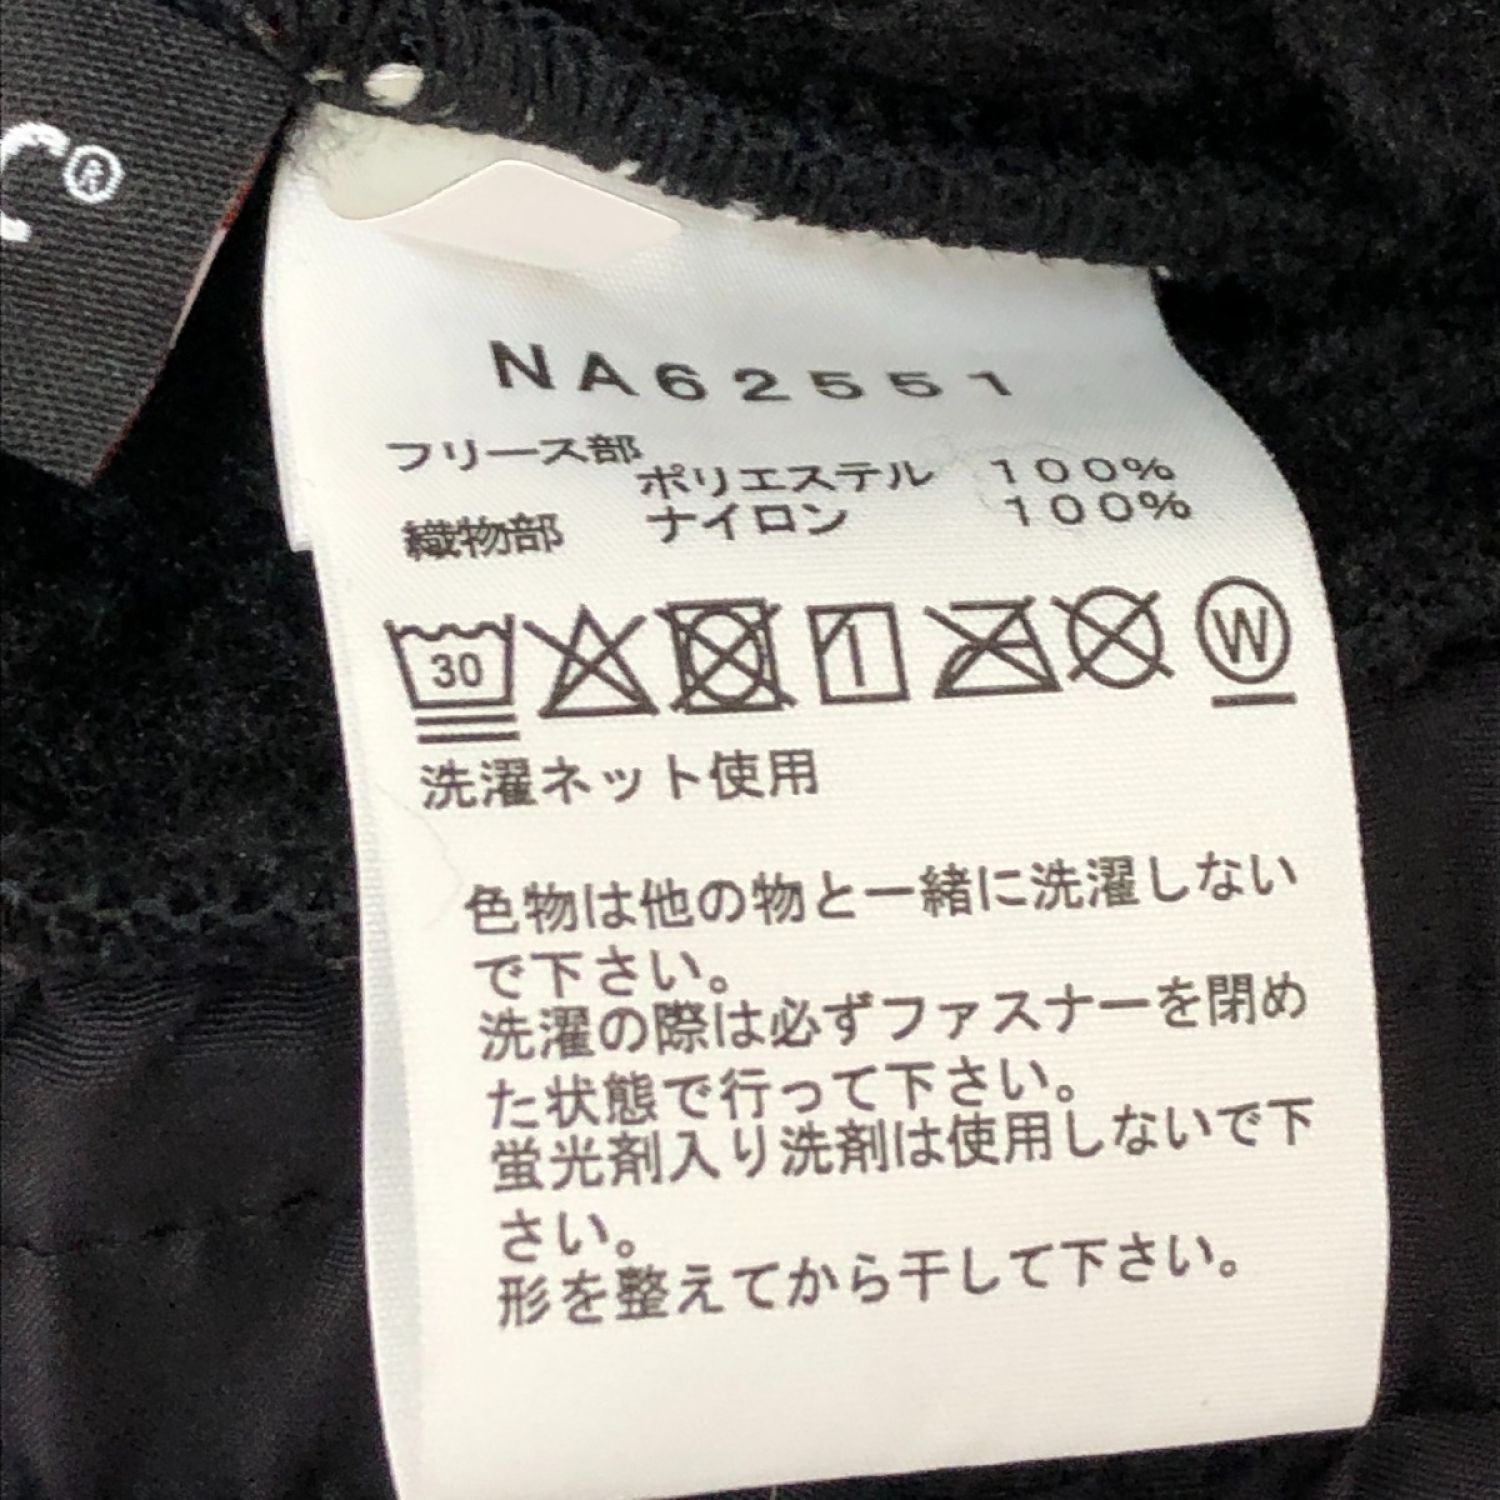 ®
NA62551
フリース部
ポリエステル 100%
織物部 ナイロン 100%
30 W
洗濯ネット使用
色物は他の物と一緒に洗濯しない
で下さい。
洗濯の際は必ずファスナーを閉め
た状態で行って下さい。
蛍光剤入り洗剤は使用しないで下
さい。
形を整えてから干して下さい。